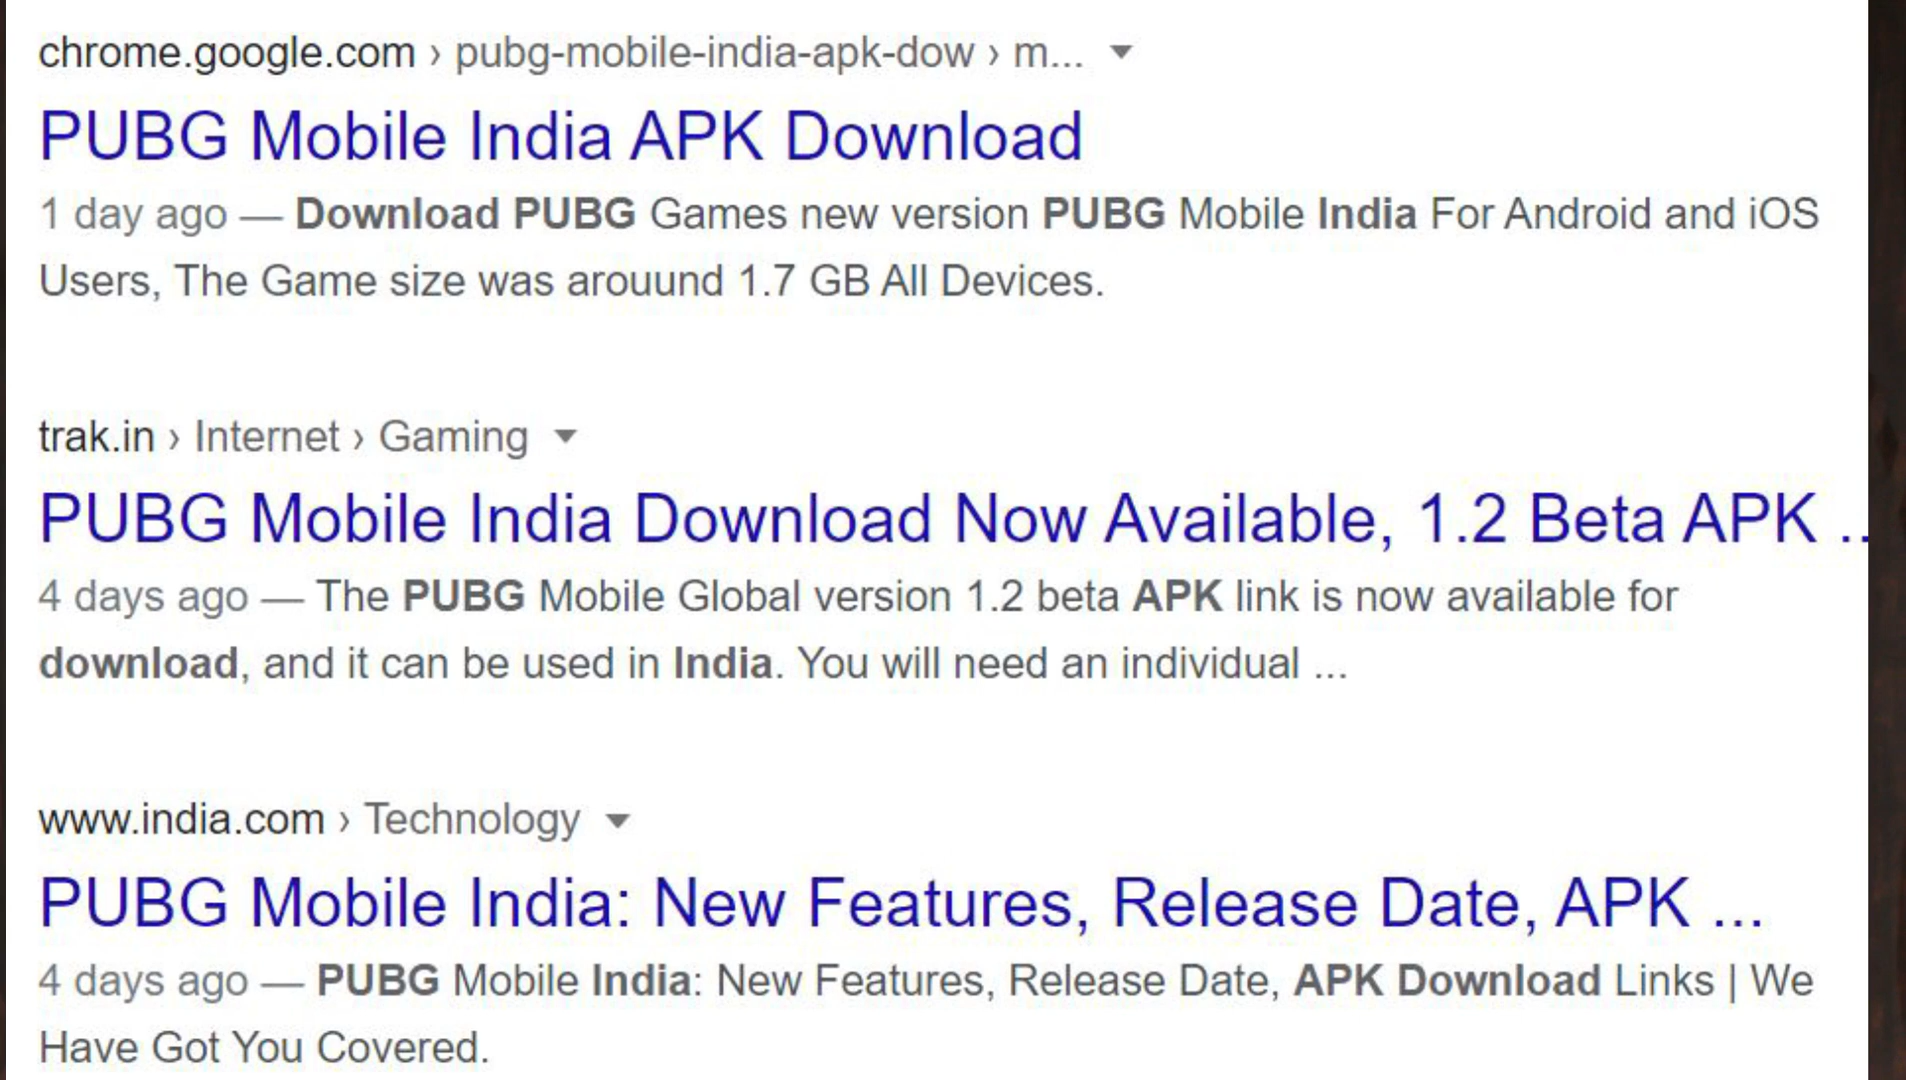 chrome.google.com › pubg-mobile-india-apk-dow › m...
PUBG Mobile India APK Download
1 day ago — Download PUBG Games new version PUBG Mobile India For Android and iOS
Users, The Game size was arouund 1.7 GB All Devices.
trak.in › Internet › Gaming
PUBG Mobile India Download Now Available, 1.2 Beta APK ..
4 days ago — The PUBG Mobile Global version 1.2 beta APK link is now available for
download, and it can be used in India. You will need an individual ...
www.india.com › Technology
PUBG Mobile India: New Features, Release Date, APK ...
4 days ago — PUBG Mobile India: New Features, Release Date, APK Download Links | We
Have Got You Covered.